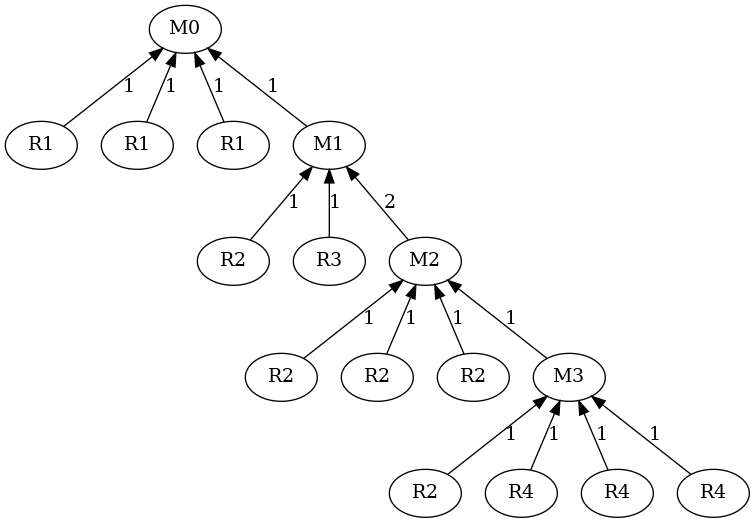 M0
1 1 1 1
R1 R1 R1 M1
1 1 2
R2 R3 M2
1 1 1 1
R2 R2 R2 M3
1 1 1 1
R2 R4 R4 R4